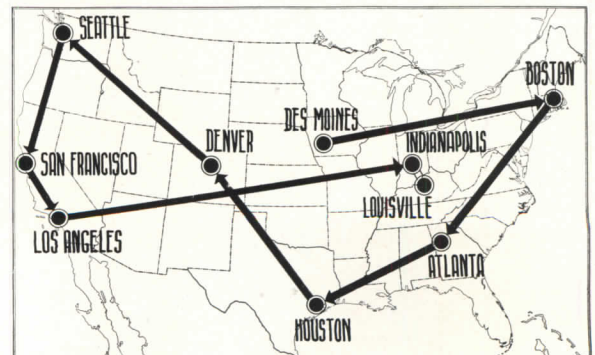 SEATTLE
BOSTON
DES MOINES
DENVER
INDIANAPOLIS
SAN FRANCISCO
LOUISVILLE
LOS ANGELES
ATLANTA
HOUSTON